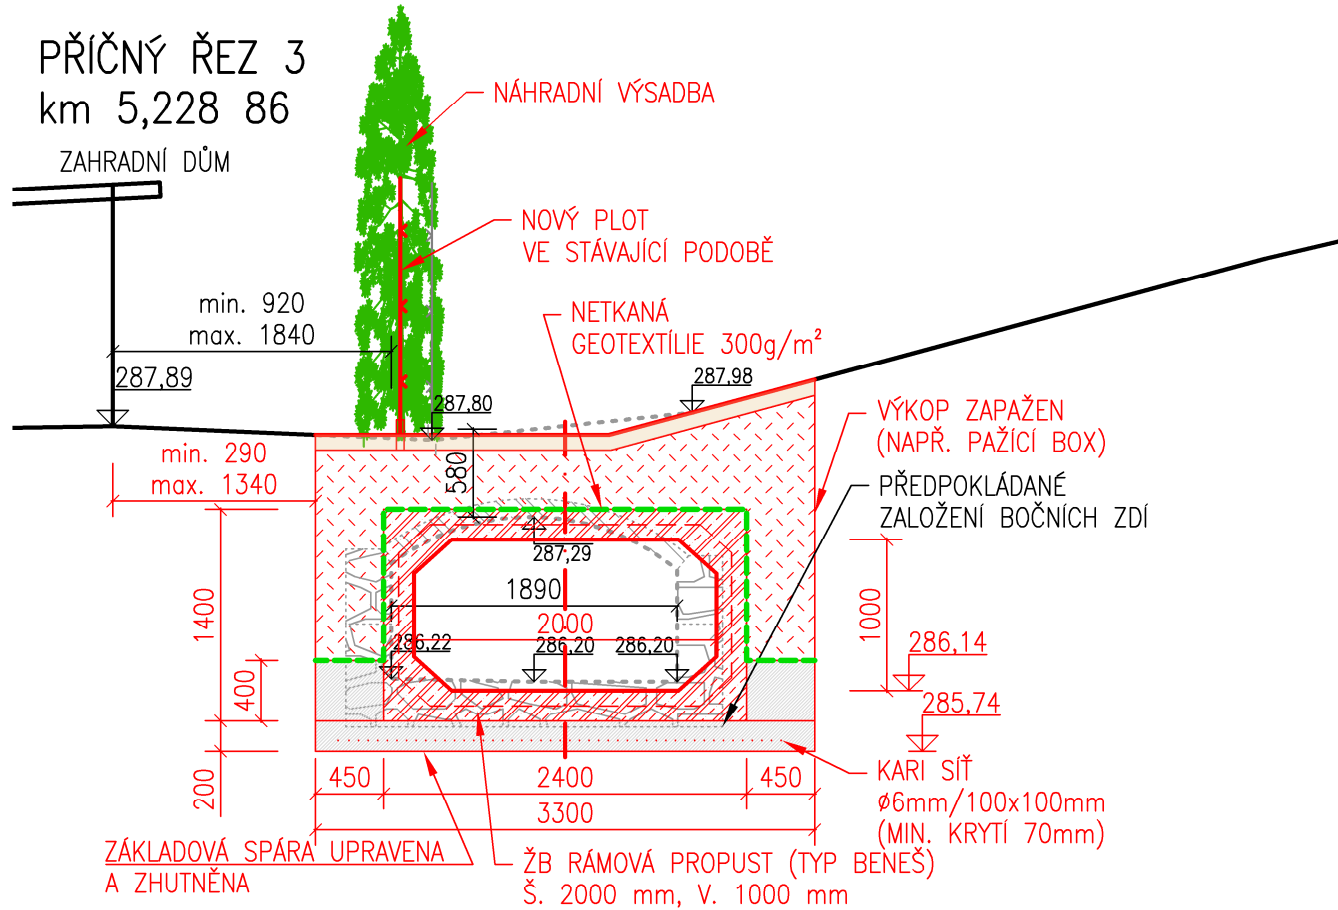 PŘÍČNÝ ŘEZ 3
km 5,228 86
ZAHRADNÍ DŮM
NÁHRADNÍ VÝSADBA
NOVÝ PLOT
VE STÁVAJÍCÍ PODOBĚ
min. 920
max. 1840
NETKANÁ
GEOTEXTÍLIE 300g/m²
287,89
287,98
287,80
VÝKOP ZAPAŽEN
(NAPŘ. PAŽÍCÍ BOX)
min. 290
max. 1340
580
PŘEDPOKLÁDANÉ
ZALOŽENÍ BOČNÍCH ZDÍ
287,29
1890
2000
1400
1000
286,22
286,20
286,20
286,14
400
285,74
200
450
2400
450
3300
KARI SÍŤ
ø6mm/100x100mm
(MIN. KRYTÍ 70mm)
ZÁKLADOVÁ SPÁRA UPRAVENA
A ZHUTNĚNA
ŽB RÁMOVÁ PROPUST (TYP BENEŠ)
Š. 2000 mm, V. 1000 mm